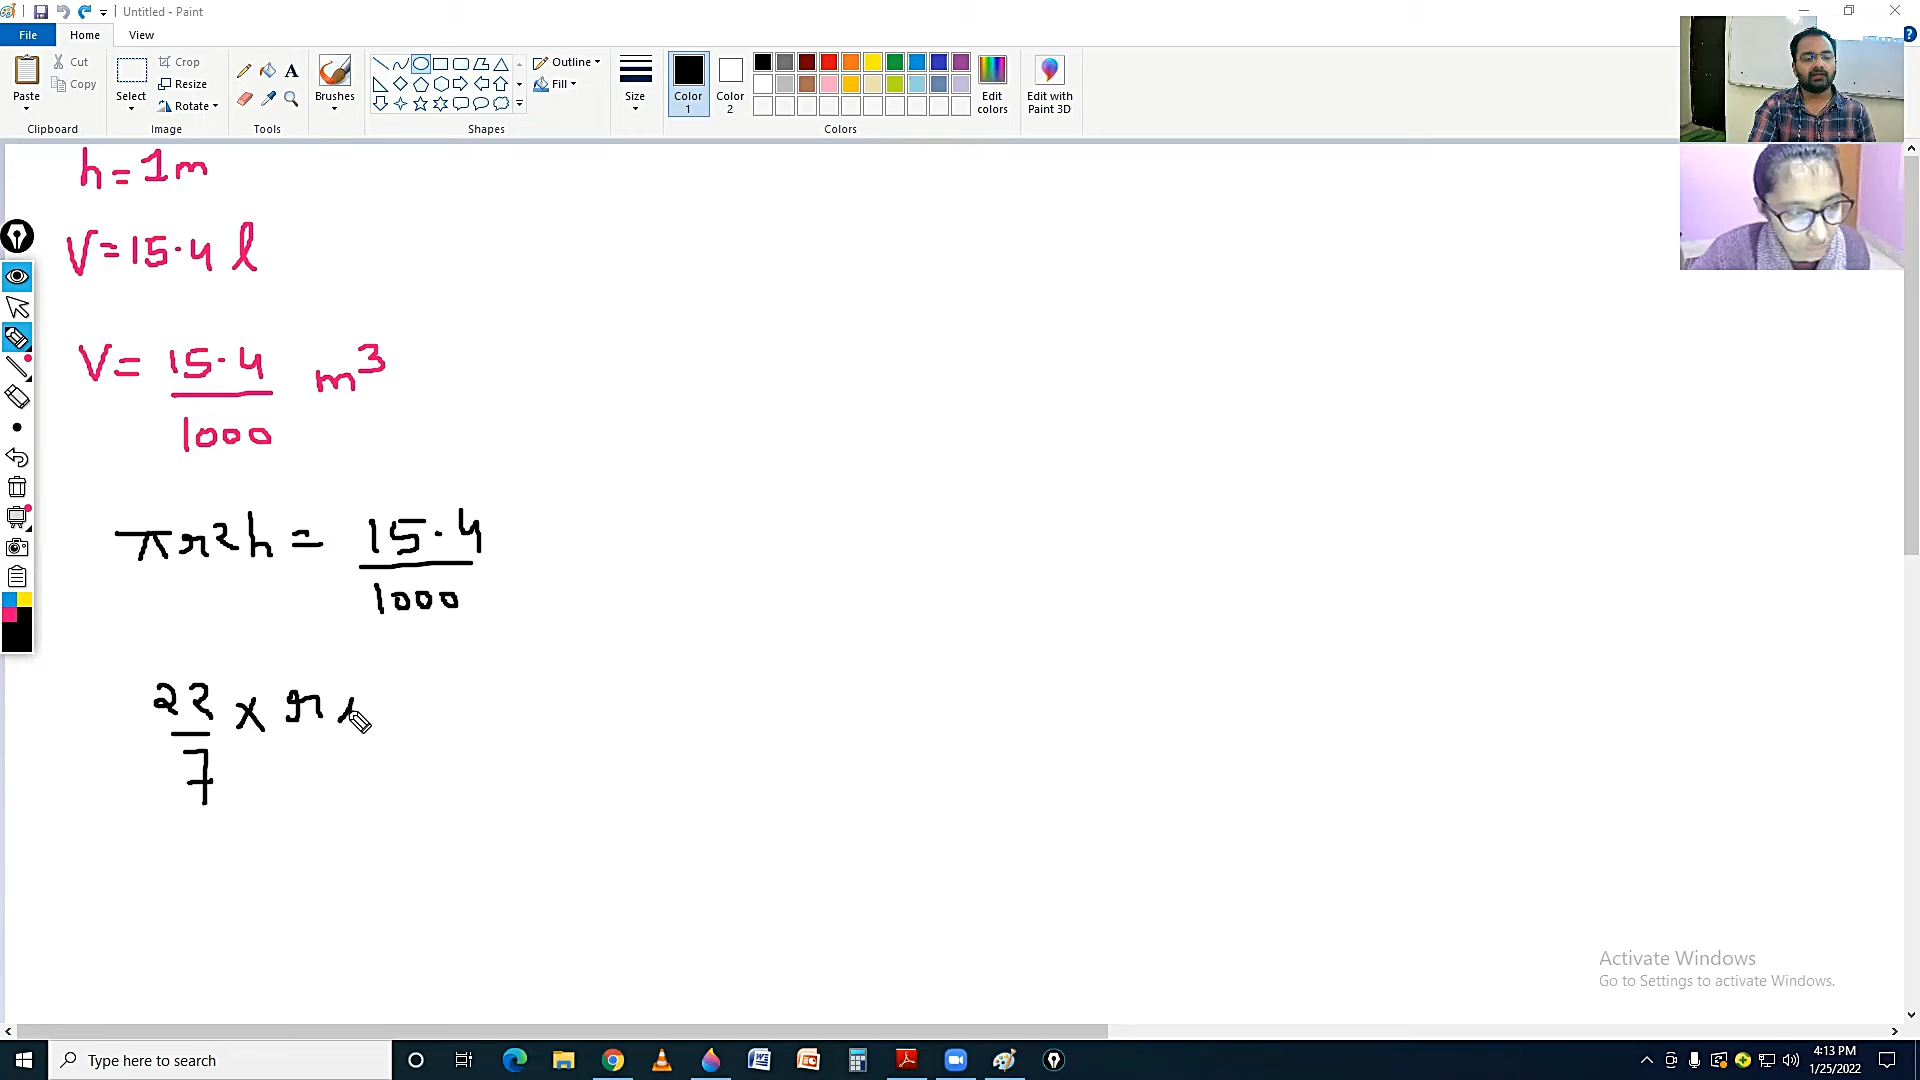 Untitled - Paint
File Home View
Paste Cut Copy Clipboard
Select Crop Resize Rotate Image
Tools
Brushes
Outline Fill Shapes
Size
Color 1 Color 2 Colors
Edit colors
Edit with Paint 3D
h = 1m
V = 15.4 l
V = 15.4/1000 m³
πr2h = 15.4/1000
22/7 × r
Activate Windows
Go to Settings to activate Windows.
Type here to search
4:13 PM
1/25/2022